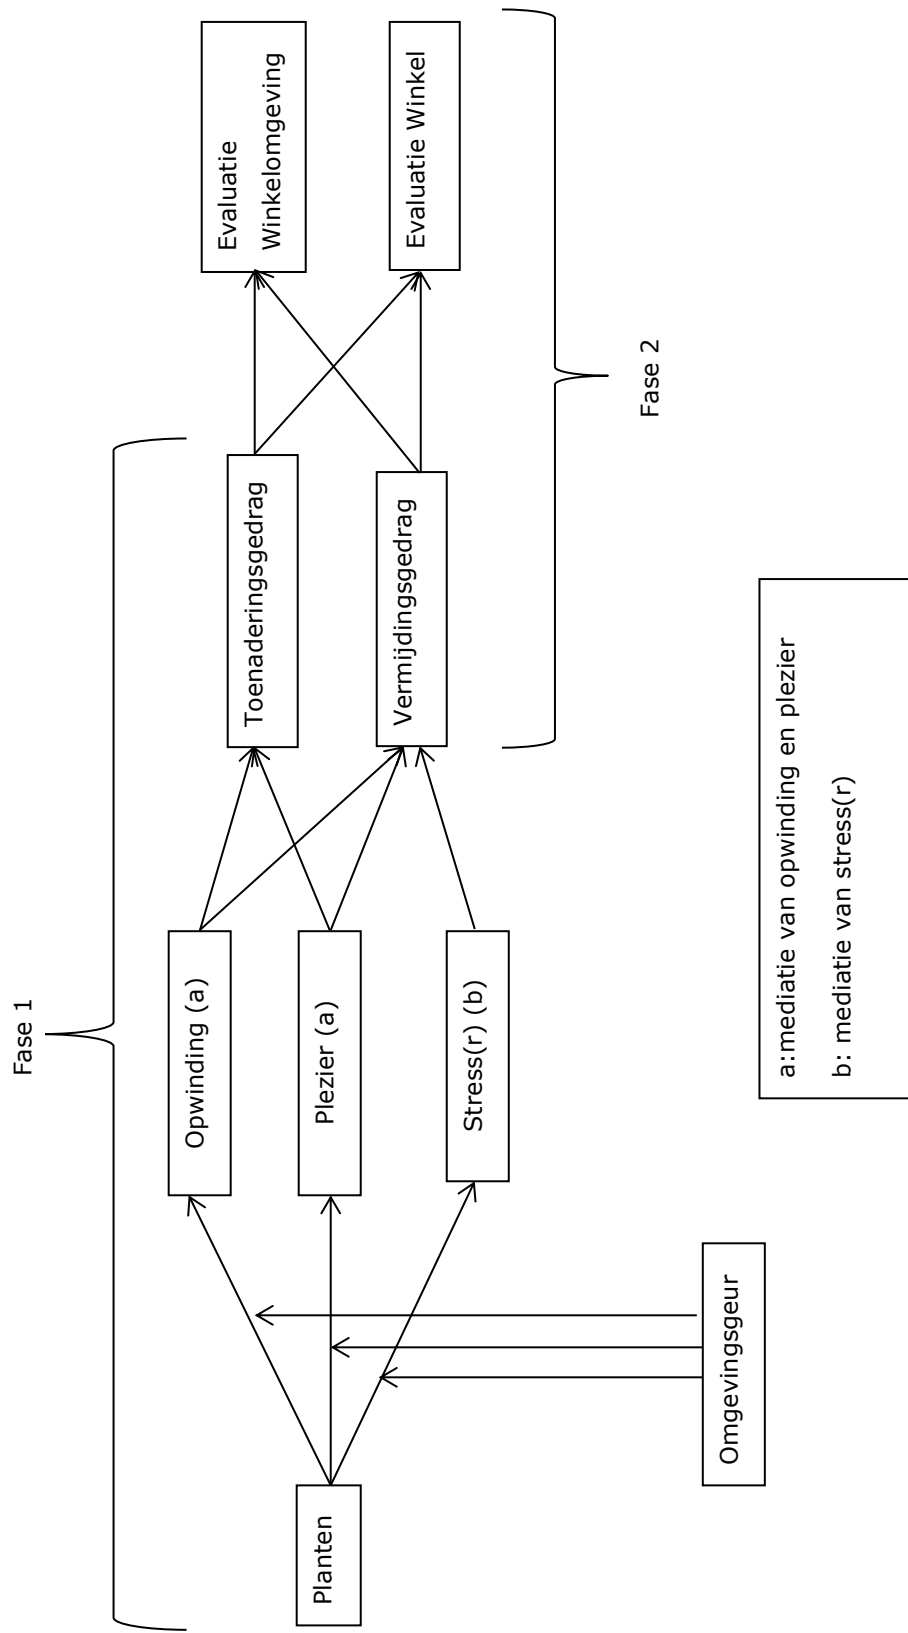 Fase 1
Planten
Opwinding (a)
Plezier (a)
Stress(r) (b)
Toenaderingsgedrag
Vermijdingsgedrag
Evaluatie
Winkelomgeving
Evaluatie Winkel
Fase 2
Omgevingsgeur
a:mediatie van opwinding en plezier
b: mediatie van stress(r)